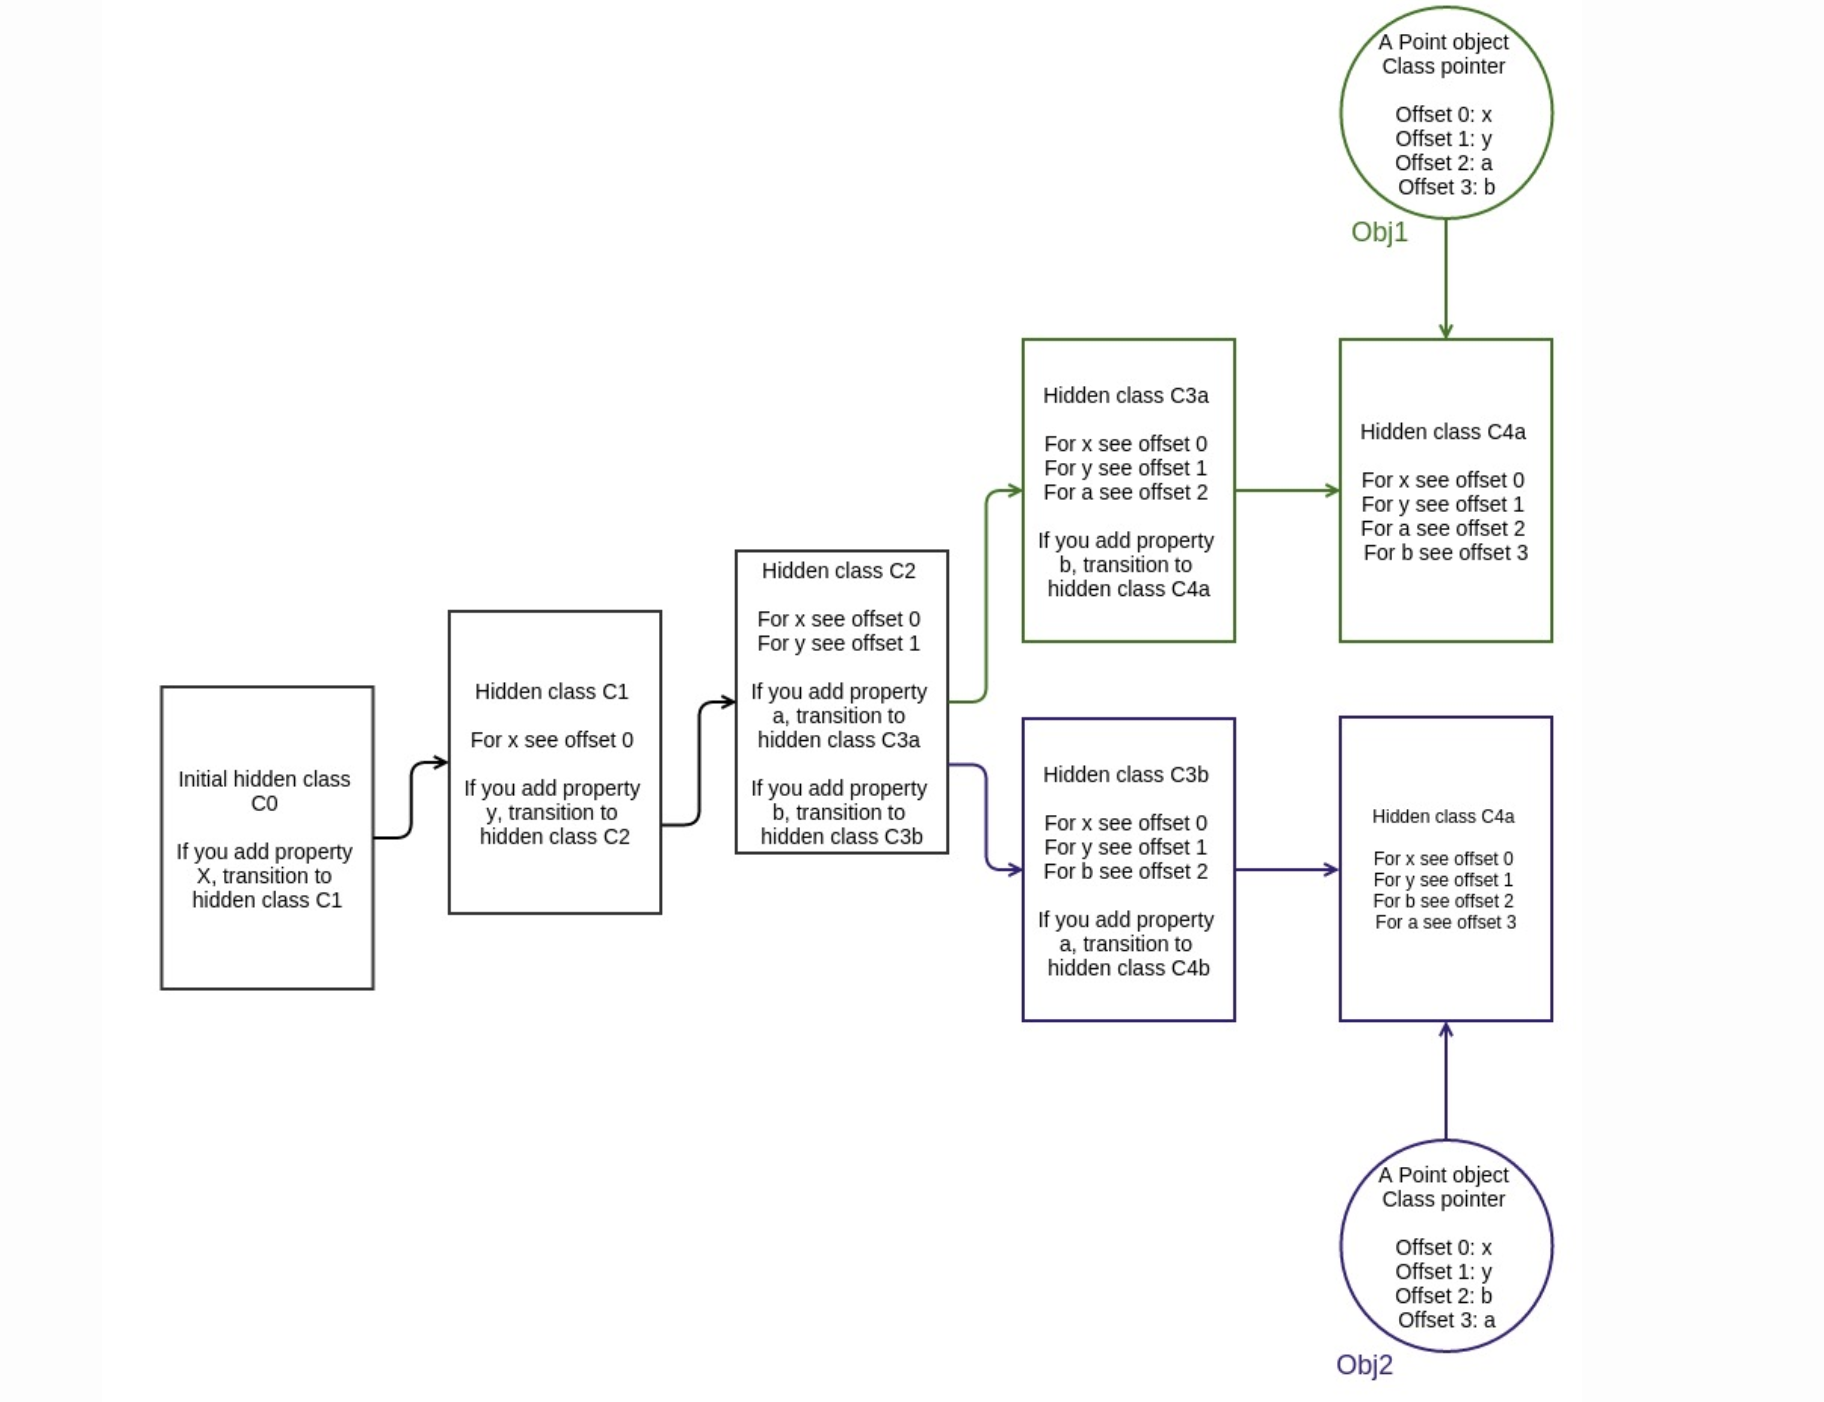 A Point object
Class pointer
Offset 0: x
Offset 1: y
Offset 2: a
Offset 3: b
Obj1
Initial hidden class
C0
If you add property
X, transition to
hidden class C1
Hidden class C1
For x see offset 0
If you add property
y, transition to
hidden class C2
Hidden class C2
For x see offset 0
For y see offset 1
If you add property
a, transition to
hidden class C3a
If you add property
b, transition to
hidden class C3b
Hidden class C3a
For x see offset 0
For y see offset 1
For a see offset 2
If you add property
b, transition to
hidden class C4a
Hidden class C4a
For x see offset 0
For y see offset 1
For a see offset 2
For b see offset 3
Hidden class C3b
For x see offset 0
For y see offset 1
For b see offset 2
If you add property
a, transition to
hidden class C4b
Hidden class C4a
For x see offset 0
For y see offset 1
For b see offset 2
For a see offset 3
A Point object
Class pointer
Offset 0: x
Offset 1: y
Offset 2: b
Offset 3: a
Obj2